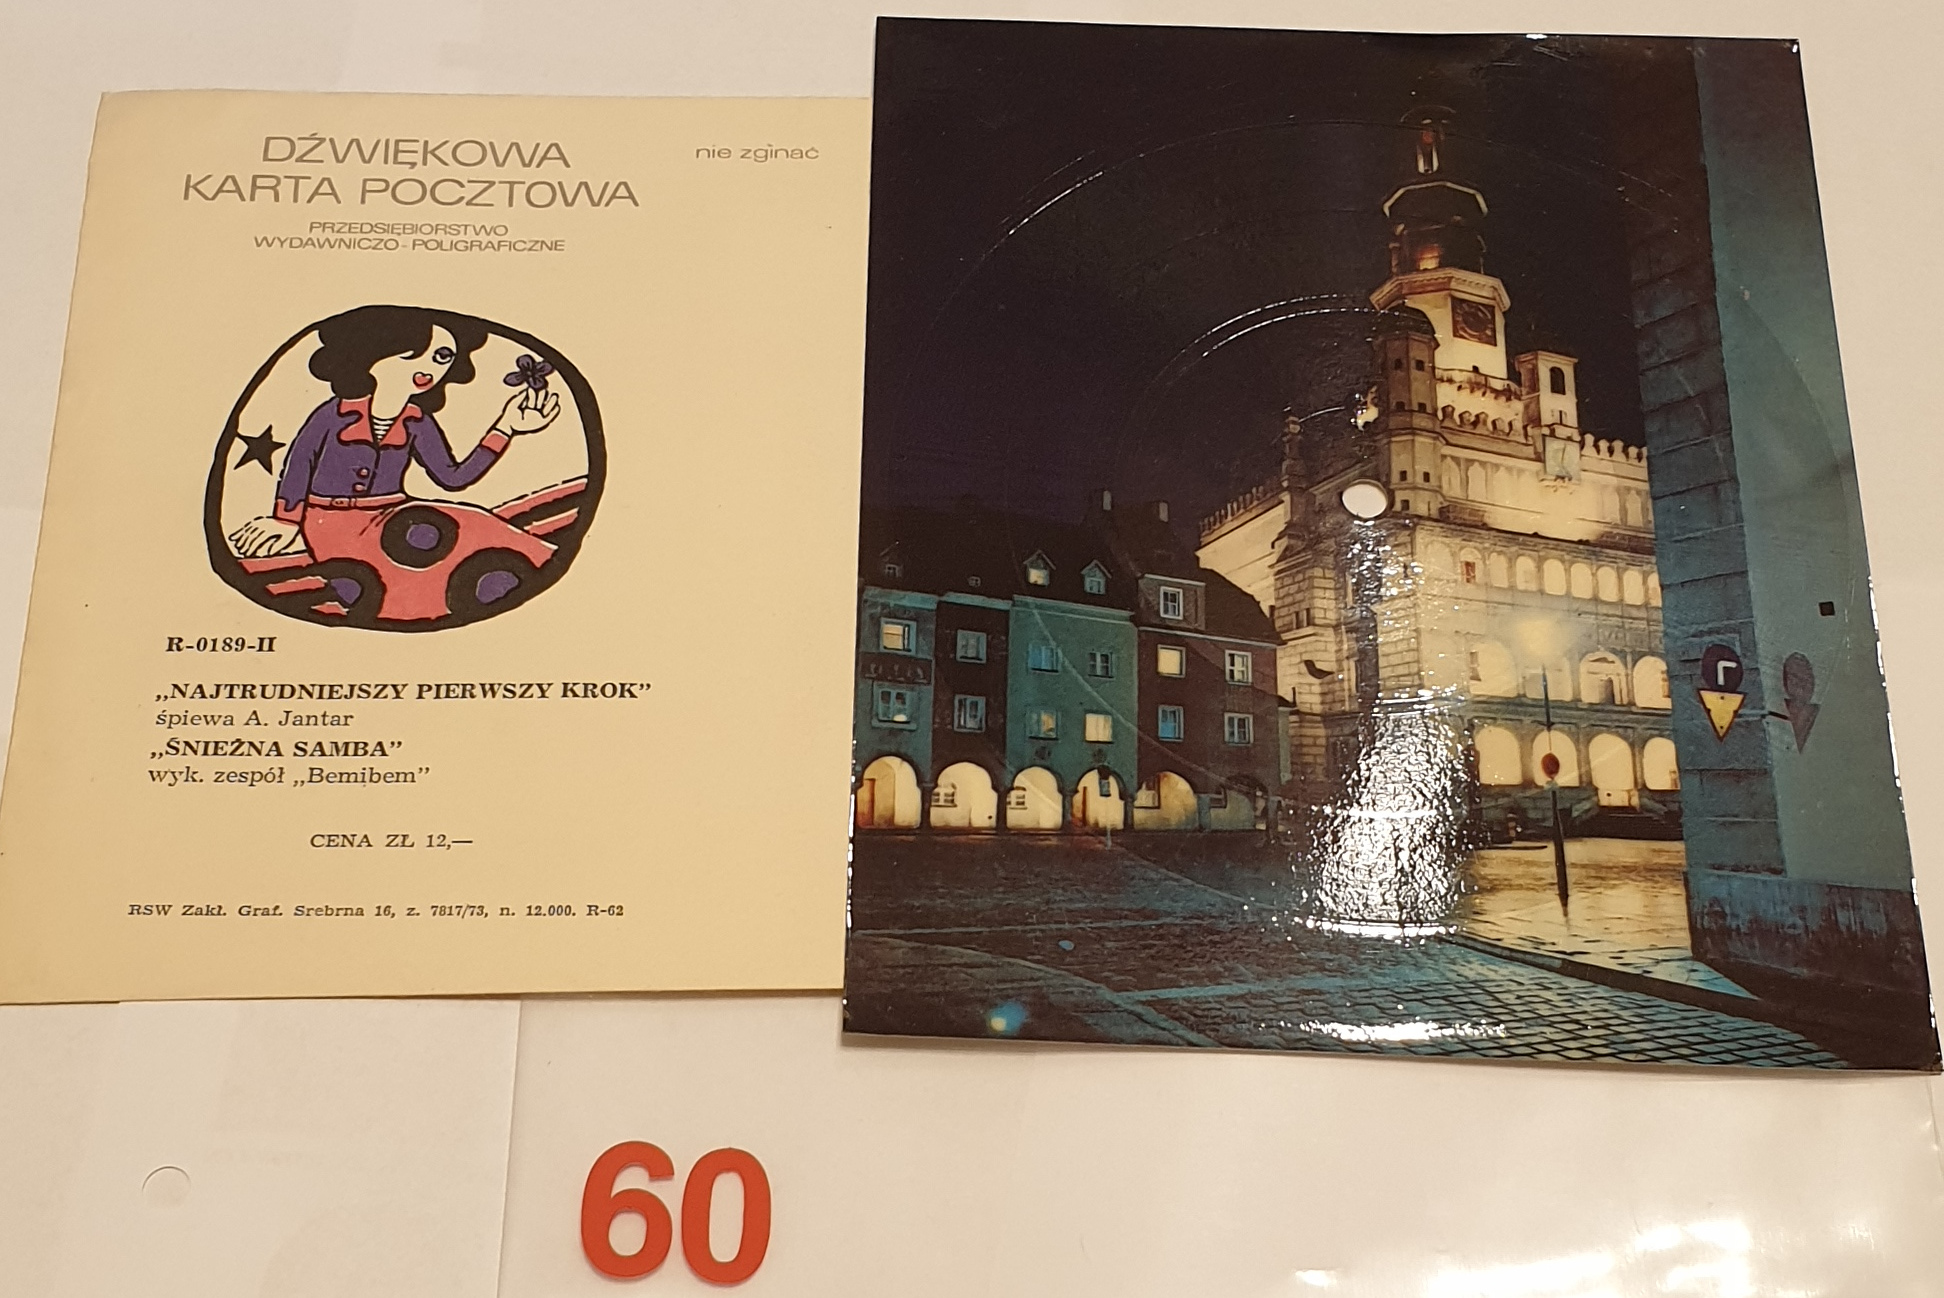 DŹWIĘKOWA
KARTA POCZTOWA
nie zginać
PRZEDSIĘBIORSTWO
WYDAWNICZO-POLIGRAFICZNE
R-0189-II
„NAJTRUDNIEJSZY PIERWSZY KROK”
śpiewa A. Jantar
„ŚNIEŻNA SAMBA”
wyk. zespół „Bemibem”
CENA ZŁ 12,—
RSW Zakł. Graf. Srebrna 16, z. 7817/73, n. 12.000. R-62
60